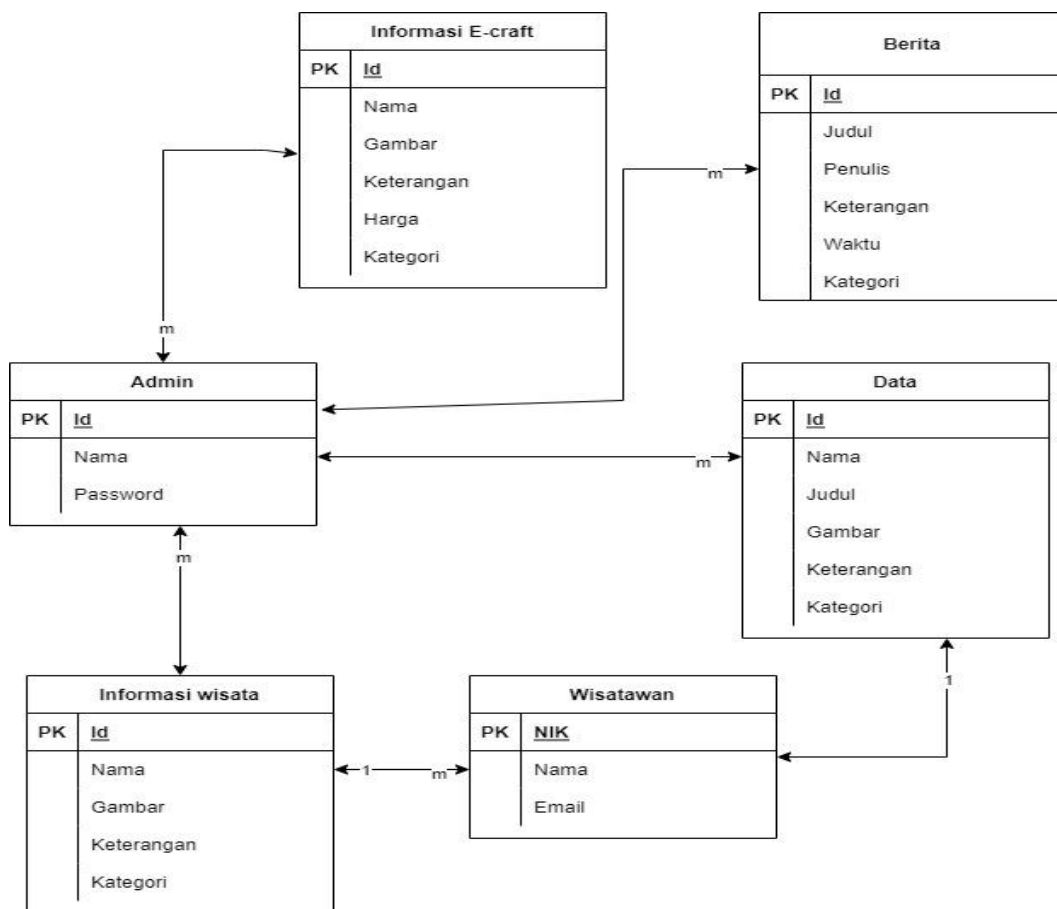 Informasi E-craft
PK Id
Nama
Gambar
Keterangan
Harga
Kategori
Berita
PK Id
Judul
Penulis
Keterangan
Waktu
Kategori
m
m
Admin
PK Id
Nama
Password
m
Data
PK Id
Nama
Judul
Gambar
Keterangan
Kategori
m
1
Informasi wisata
PK Id
Nama
Gambar
Keterangan
Kategori
1 m
Wisatawan
PK NIK
Nama
Email